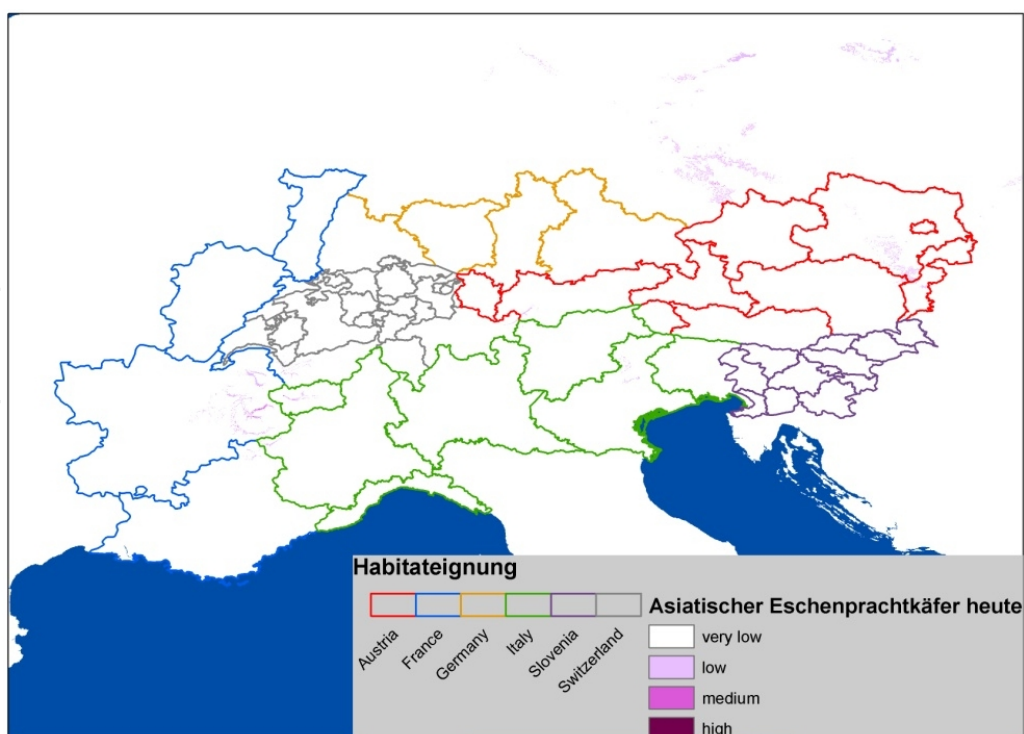 Habitateignung
Austria
France
Germany
Italy
Slovenia
Switzerland
Asiatischer Eschenprachtkäfer heute
very low
low
medium
high